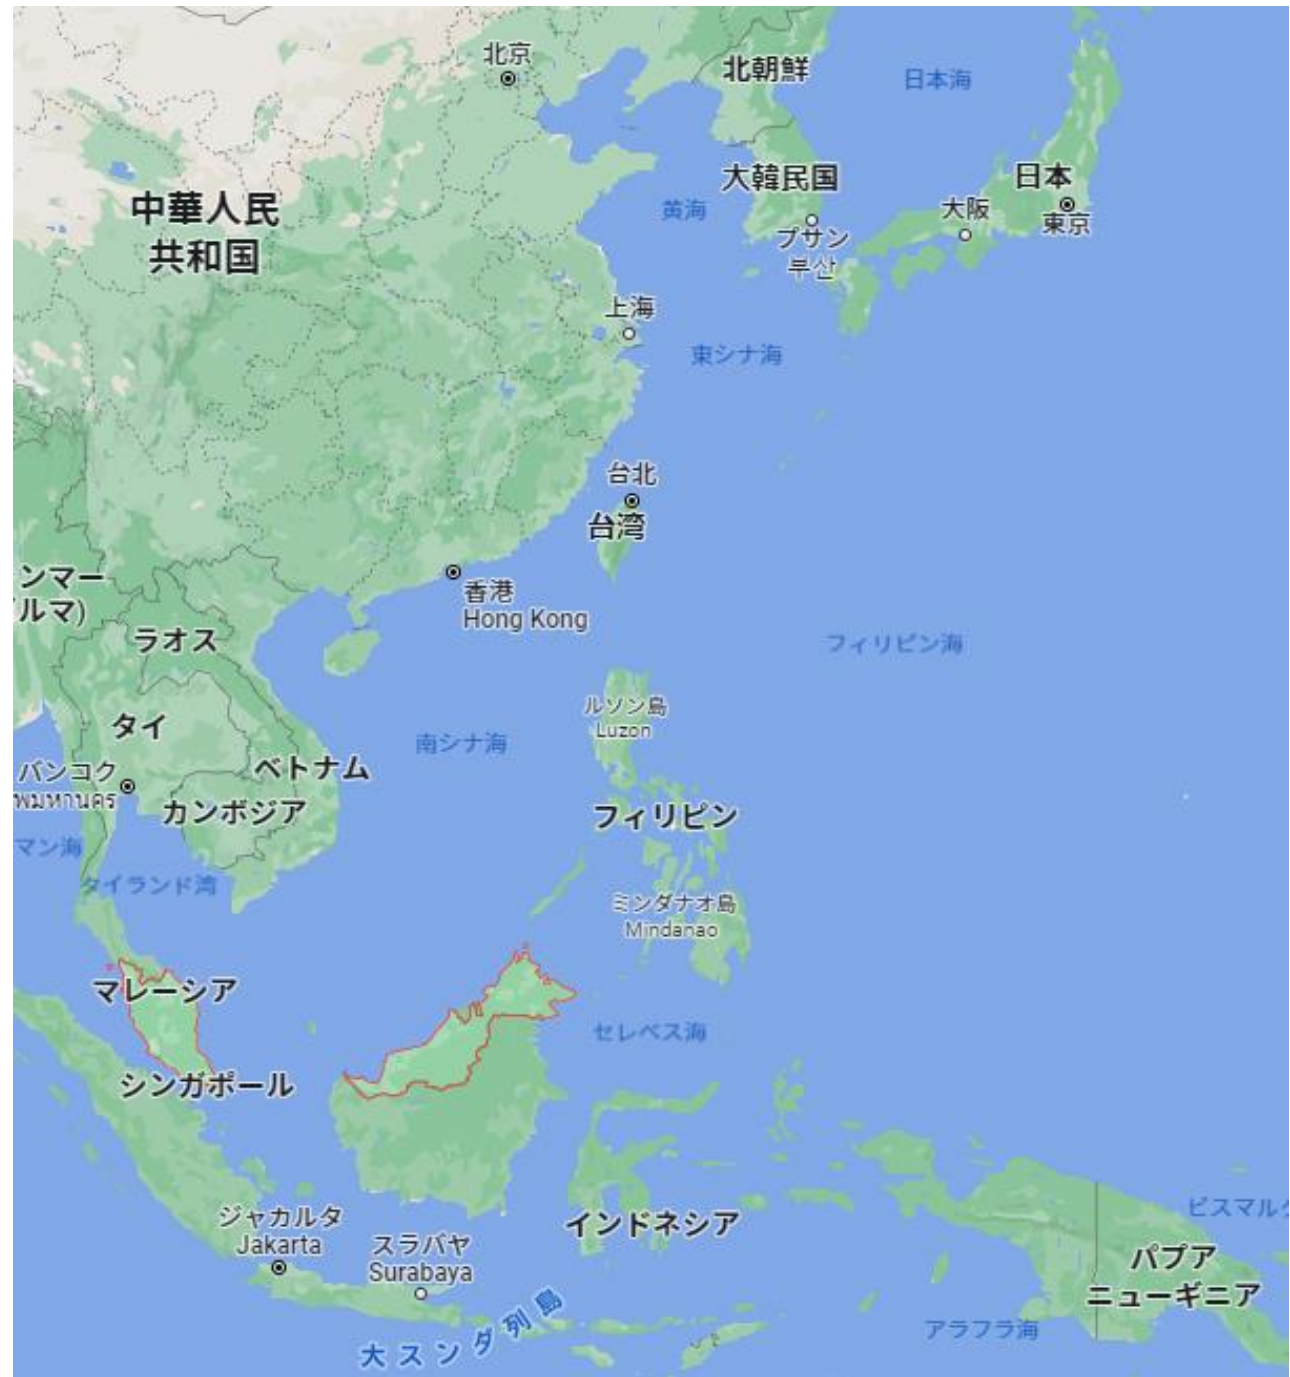 北京
北朝鮮
日本海
大韓民国
日本
中華人民
共和国
黄海
大阪
東京
プサン
부산
上海
東シナ海
台北
台湾
香港
Hong Kong
ンマー
ルマ)
ラオス
フィリピン海
ルソン島
Luzon
タイ
南シナ海
バンコク
ベトナム
カンボジア
フィリピン
マン海
タイランド湾
ミンダナオ島
Mindanao
マレーシア
セレベス海
シンガポール
ジャカルタ
Jakarta
スラバヤ
Surabaya
インドネシア
ビスマルク
パプア
ニューギニア
大スンダ列島
アラフラ海